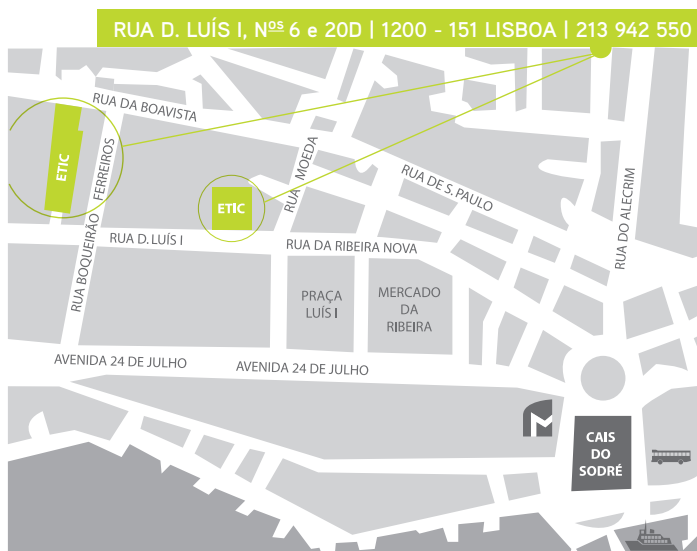 RUA D. LUÍS I, Nºs 6 e 20D | 1200 - 151 LISBOA | 213 942 550
RUA DA BOAVISTA
ETIC
RUA BOQUEIRÃO FERREIROS
RUA MOEDA
RUA DE S. PAULO
RUA DO ALECRIM
ETIC
RUA D. LUÍS I
RUA DA RIBEIRA NOVA
PRAÇA
LUÍS I
MERCADO
DA
RIBEIRA
AVENIDA 24 DE JULHO
AVENIDA 24 DE JULHO
M
CAIS
DO
SODRÉ